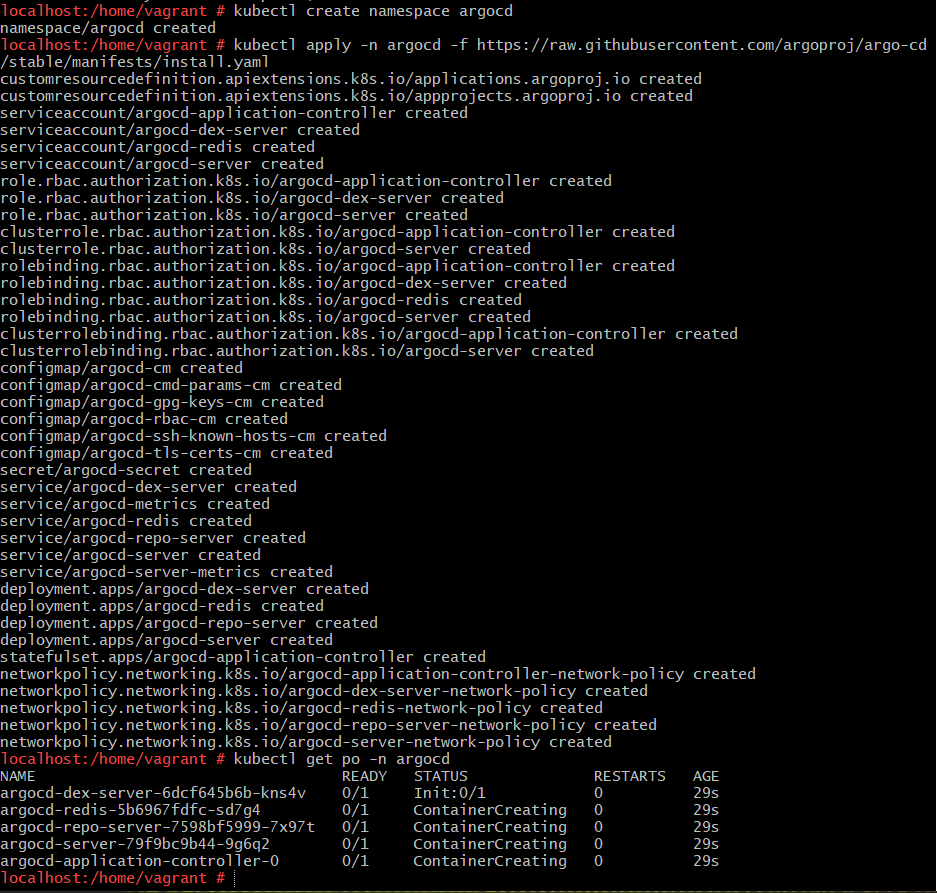 localhost:/home/vagrant # kubectl create namespace argocd
namespace/argocd created
localhost:/home/vagrant # kubectl apply -n argocd -f https://raw.githubusercontent.com/argoproj/argo-cd
/stable/manifests/install.yaml
customresourcedefinition.apiextensions.k8s.io/applications.argoproj.io created
customresourcedefinition.apiextensions.k8s.io/appprojects.argoproj.io created
serviceaccount/argocd-application-controller created
serviceaccount/argocd-dex-server created
serviceaccount/argocd-redis created
serviceaccount/argocd-server created
role.rbac.authorization.k8s.io/argocd-application-controller created
role.rbac.authorization.k8s.io/argocd-dex-server created
role.rbac.authorization.k8s.io/argocd-server created
clusterrole.rbac.authorization.k8s.io/argocd-application-controller created
clusterrole.rbac.authorization.k8s.io/argocd-server created
rolebinding.rbac.authorization.k8s.io/argocd-application-controller created
rolebinding.rbac.authorization.k8s.io/argocd-dex-server created
rolebinding.rbac.authorization.k8s.io/argocd-redis created
rolebinding.rbac.authorization.k8s.io/argocd-server created
clusterrolebinding.rbac.authorization.k8s.io/argocd-application-controller created
clusterrolebinding.rbac.authorization.k8s.io/argocd-server created
configmap/argocd-cm created
configmap/argocd-cmd-params-cm created
configmap/argocd-gpg-keys-cm created
configmap/argocd-rbac-cm created
configmap/argocd-ssh-known-hosts-cm created
configmap/argocd-tls-certs-cm created
secret/argocd-secret created
service/argocd-dex-server created
service/argocd-metrics created
service/argocd-redis created
service/argocd-repo-server created
service/argocd-server created
service/argocd-server-metrics created
deployment.apps/argocd-dex-server created
deployment.apps/argocd-redis created
deployment.apps/argocd-repo-server created
deployment.apps/argocd-server created
statefulset.apps/argocd-application-controller created
networkpolicy.networking.k8s.io/argocd-application-controller-network-policy created
networkpolicy.networking.k8s.io/argocd-dex-server-network-policy created
networkpolicy.networking.k8s.io/argocd-redis-network-policy created
networkpolicy.networking.k8s.io/argocd-repo-server-network-policy created
networkpolicy.networking.k8s.io/argocd-server-network-policy created
localhost:/home/vagrant # kubectl get po -n argocd
NAME READY STATUS RESTARTS AGE
argocd-dex-server-6dcf645b6b-kns4v 0/1 Init:0/1 0 29s
argocd-redis-5b6967fdfc-sd7g4 0/1 ContainerCreating 0 29s
argocd-repo-server-7598bf5999-7x97t 0/1 ContainerCreating 0 29s
argocd-server-79f9bc9b44-9g6q2 0/1 ContainerCreating 0 29s
argocd-application-controller-0 0/1 ContainerCreating 0 29s
localhost:/home/vagrant #